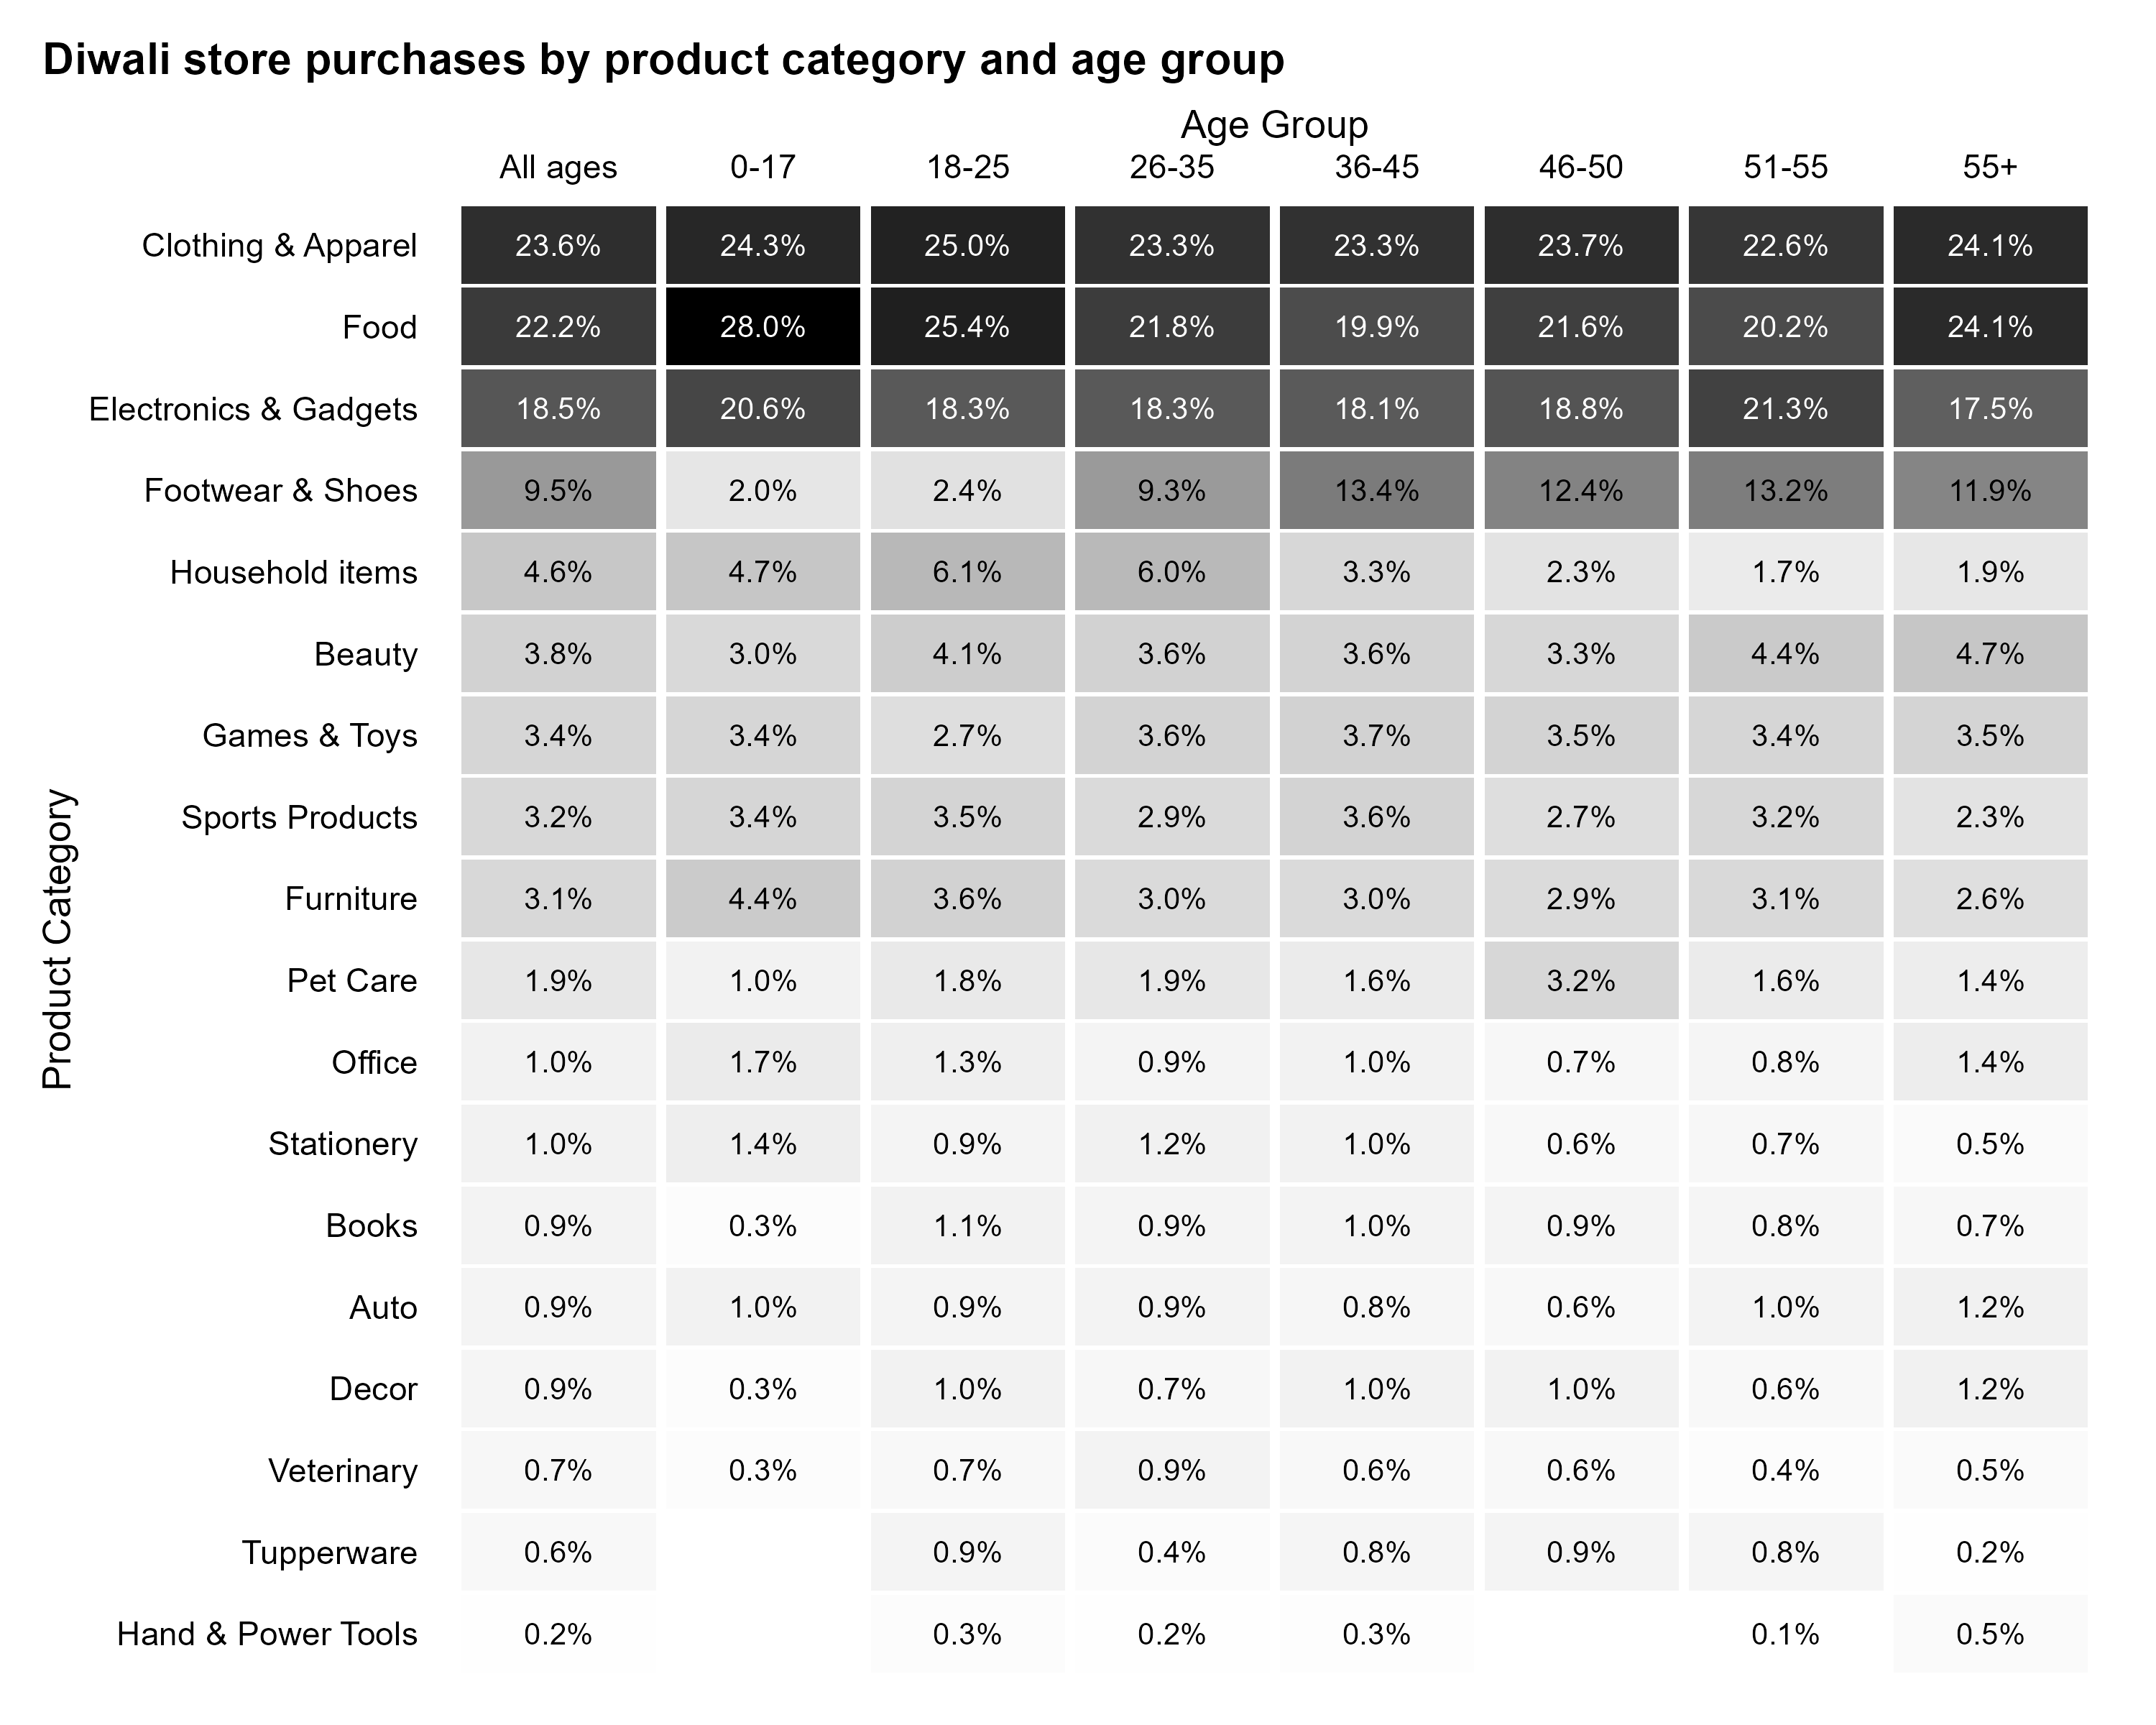 Diwali store purchases by product category and age group
Age Group
All ages 0-17 18-25 26-35 36-45 46-50 51-55 55+
Product Category
Clothing & Apparel 23.6% 24.3% 25.0% 23.3% 23.3% 23.7% 22.6% 24.1%
Food 22.2% 28.0% 25.4% 21.8% 19.9% 21.6% 20.2% 24.1%
Electronics & Gadgets 18.5% 20.6% 18.3% 18.3% 18.1% 18.8% 21.3% 17.5%
Footwear & Shoes 9.5% 2.0% 2.4% 9.3% 13.4% 12.4% 13.2% 11.9%
Household items 4.6% 4.7% 6.1% 6.0% 3.3% 2.3% 1.7% 1.9%
Beauty 3.8% 3.0% 4.1% 3.6% 3.6% 3.3% 4.4% 4.7%
Games & Toys 3.4% 3.4% 2.7% 3.6% 3.7% 3.5% 3.4% 3.5%
Sports Products 3.2% 3.4% 3.5% 2.9% 3.6% 2.7% 3.2% 2.3%
Furniture 3.1% 4.4% 3.6% 3.0% 3.0% 2.9% 3.1% 2.6%
Pet Care 1.9% 1.0% 1.8% 1.9% 1.6% 3.2% 1.6% 1.4%
Office 1.0% 1.7% 1.3% 0.9% 1.0% 0.7% 0.8% 1.4%
Stationery 1.0% 1.4% 0.9% 1.2% 1.0% 0.6% 0.7% 0.5%
Books 0.9% 0.3% 1.1% 0.9% 1.0% 0.9% 0.8% 0.7%
Auto 0.9% 1.0% 0.9% 0.9% 0.8% 0.6% 1.0% 1.2%
Decor 0.9% 0.3% 1.0% 0.7% 1.0% 1.0% 0.6% 1.2%
Veterinary 0.7% 0.3% 0.7% 0.9% 0.6% 0.6% 0.4% 0.5%
Tupperware 0.6% 0.9% 0.4% 0.8% 0.9% 0.8% 0.2%
Hand & Power Tools 0.2% 0.3% 0.2% 0.3% 0.1% 0.5%